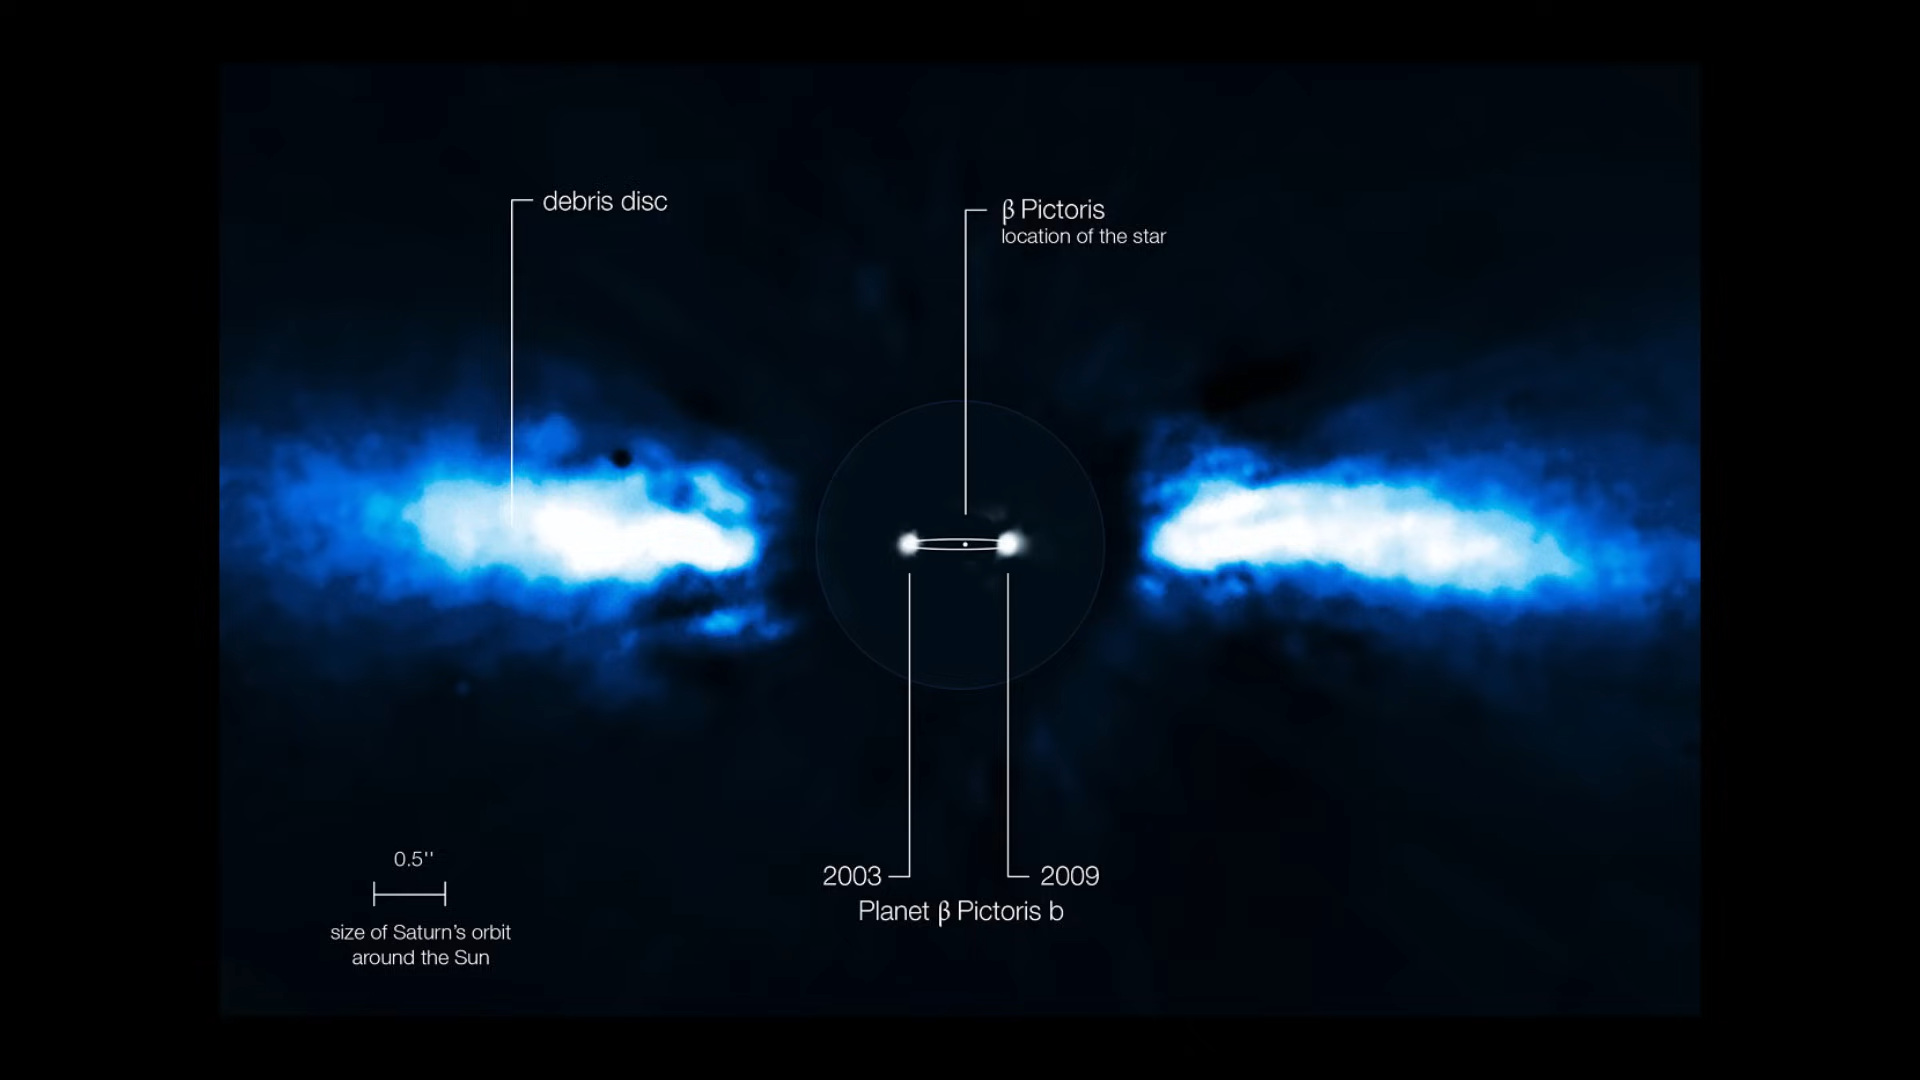 debris disc
β Pictoris
location of the star
0.5''
size of Saturn's orbit
around the Sun
2003
2009
Planet β Pictoris b